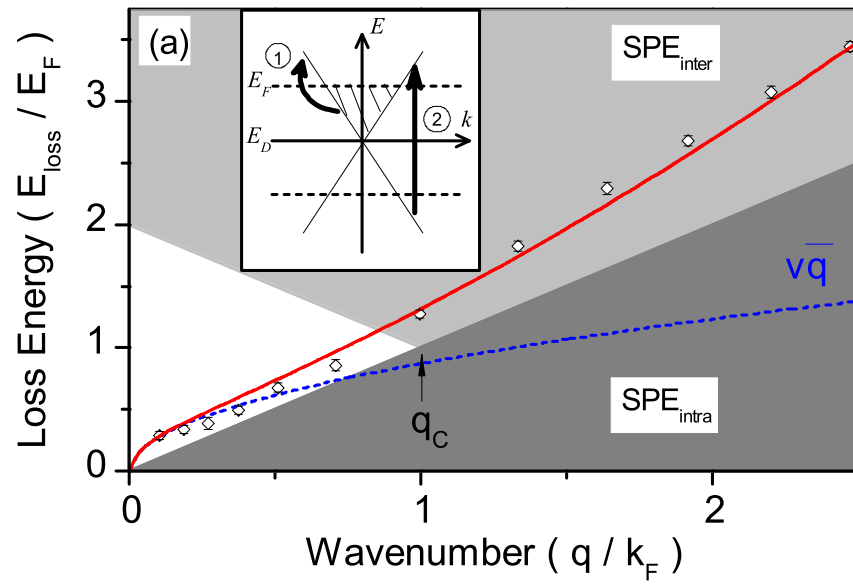 (a)
SPE_inter
E
①
E_F
②
k
E_D
3
2
1
0
v q̅
SPE_intra
q_C
0
1
2
Loss Energy ( E_loss / E_F )
Wavenumber ( q / k_F )